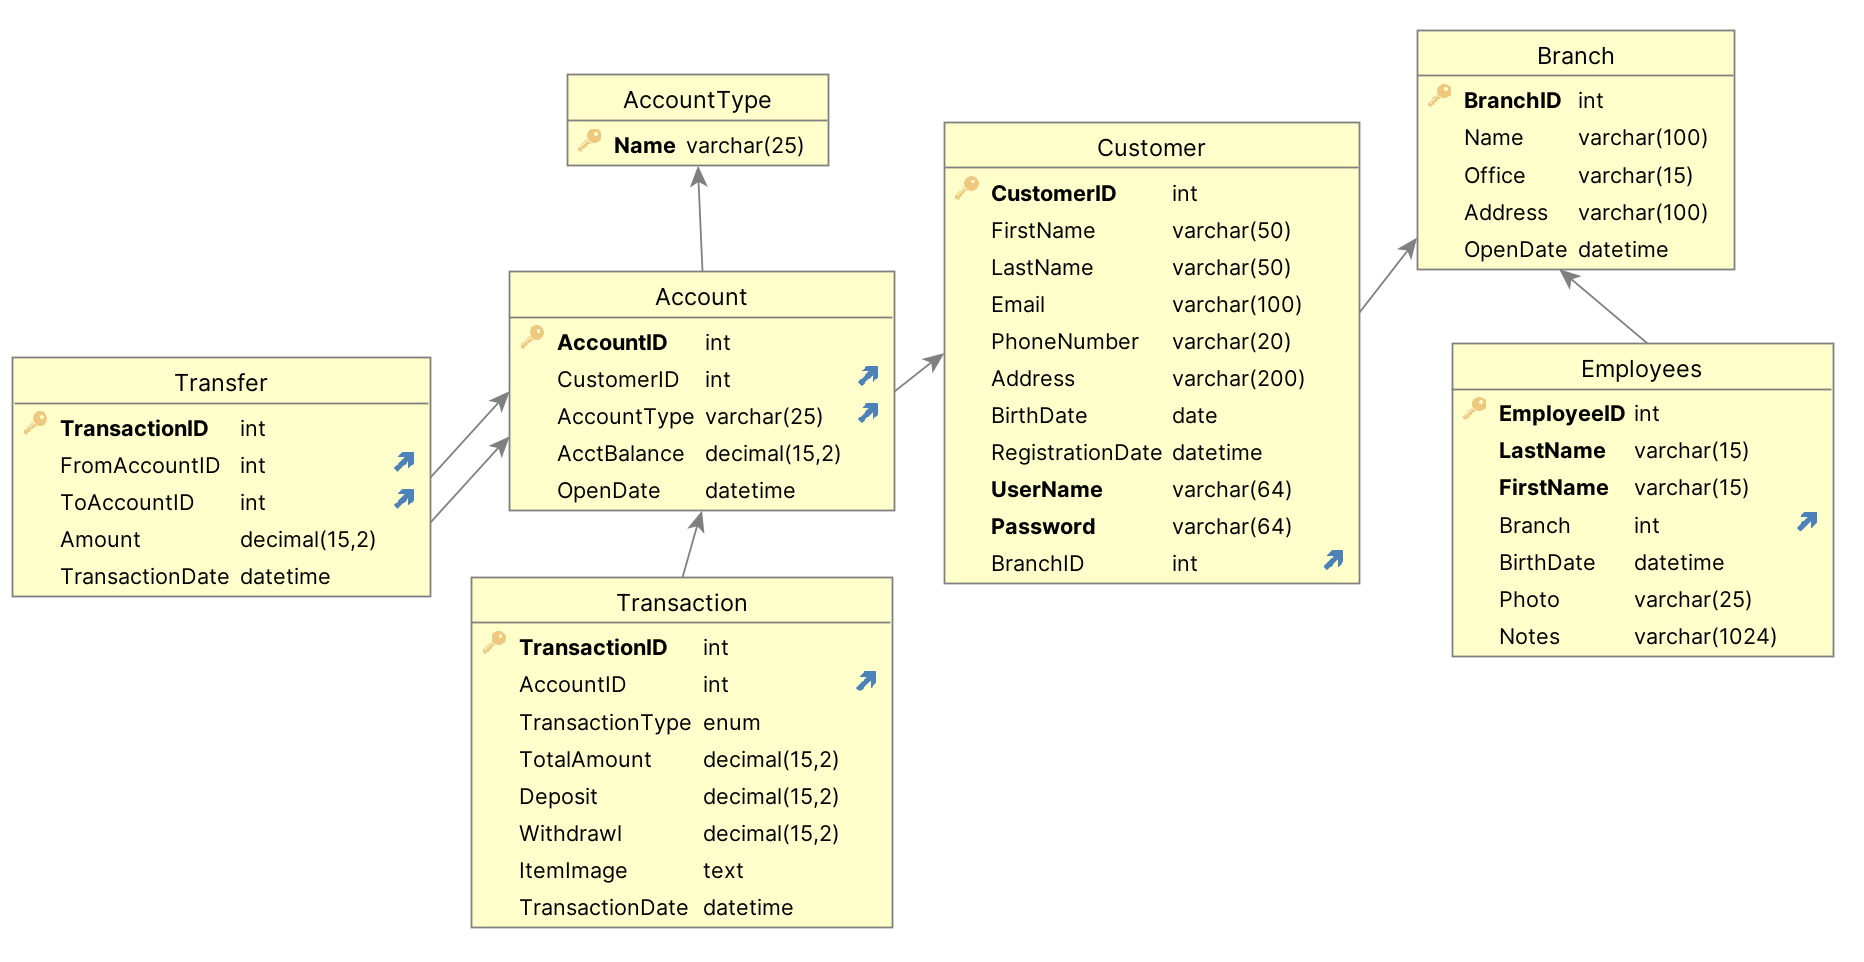 AccountType
Name varchar(25)
Branch
BranchID int
Name varchar(100)
Office varchar(15)
Address varchar(100)
OpenDate datetime
Customer
CustomerID int
FirstName varchar(50)
LastName varchar(50)
Email varchar(100)
PhoneNumber varchar(20)
Address varchar(200)
BirthDate date
RegistrationDate datetime
UserName varchar(64)
Password varchar(64)
BranchID int
Account
AccountID int
CustomerID int
AccountType varchar(25)
AcctBalance decimal(15,2)
OpenDate datetime
Transfer
TransactionID int
FromAccountID int
ToAccountID int
Amount decimal(15,2)
TransactionDate datetime
Employees
EmployeeID int
LastName varchar(15)
FirstName varchar(15)
Branch int
BirthDate datetime
Photo varchar(25)
Notes varchar(1024)
Transaction
TransactionID int
AccountID int
TransactionType enum
TotalAmount decimal(15,2)
Deposit decimal(15,2)
Withdrawl decimal(15,2)
ItemImage text
TransactionDate datetime